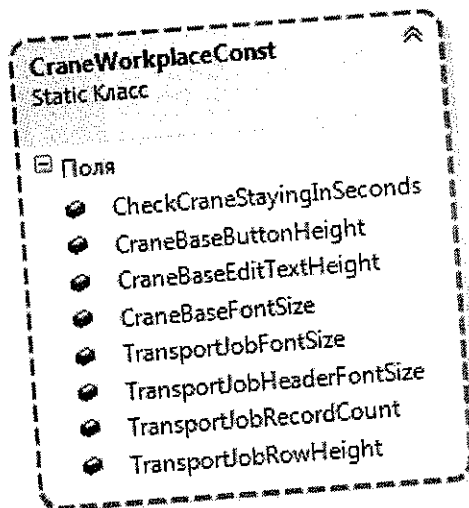 CraneWorkplaceConst
Static Класс
Поля
CheckCraneStayingInSeconds
CraneBaseButtonHeight
CraneBaseEditTextHeight
CraneBaseFontSize
TransportJobFontSize
TransportJobHeaderFontSize
TransportJobRecordCount
TransportJobRowHeight